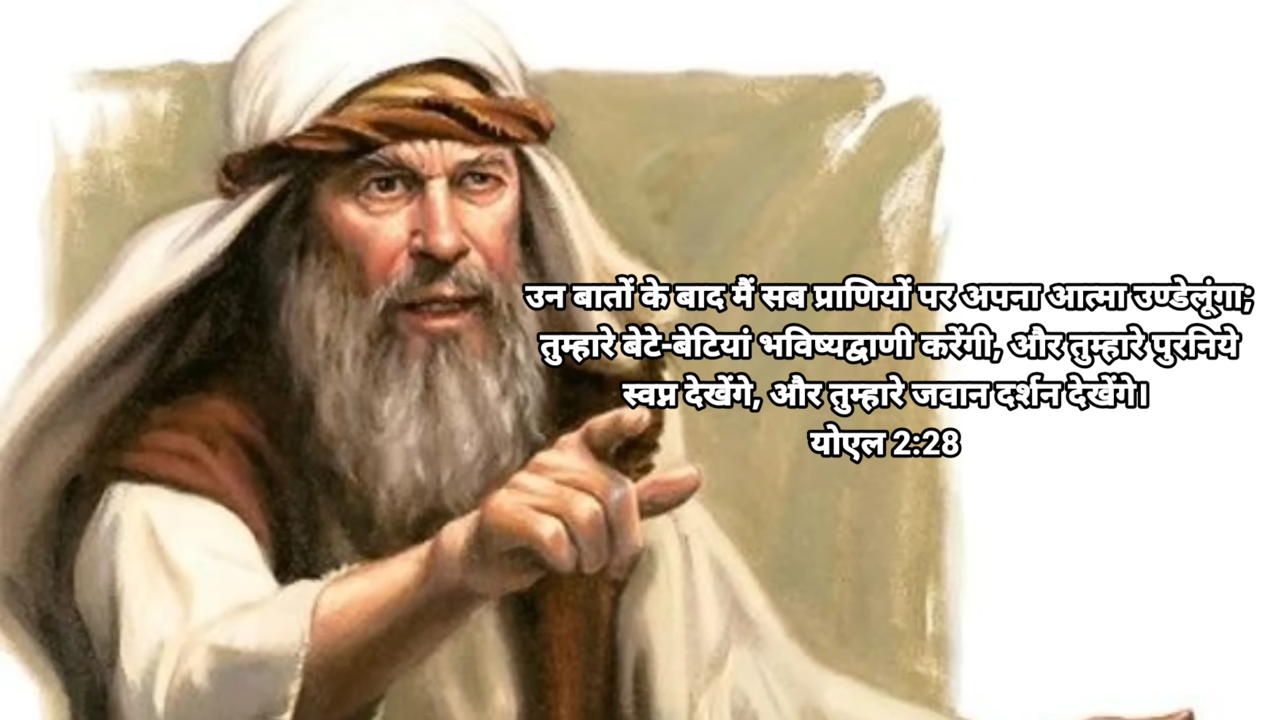 उन बातों के बाद मैं सब प्राणियों पर अपना आत्मा उण्डेलूंगा;
तुम्हारे बेटे-बेटियां भविष्यद्वाणी करेंगी, और तुम्हारे पुरनिये
स्वप्न देखेंगे, और तुम्हारे जवान दर्शन देखेंगे।
योएल 2:28